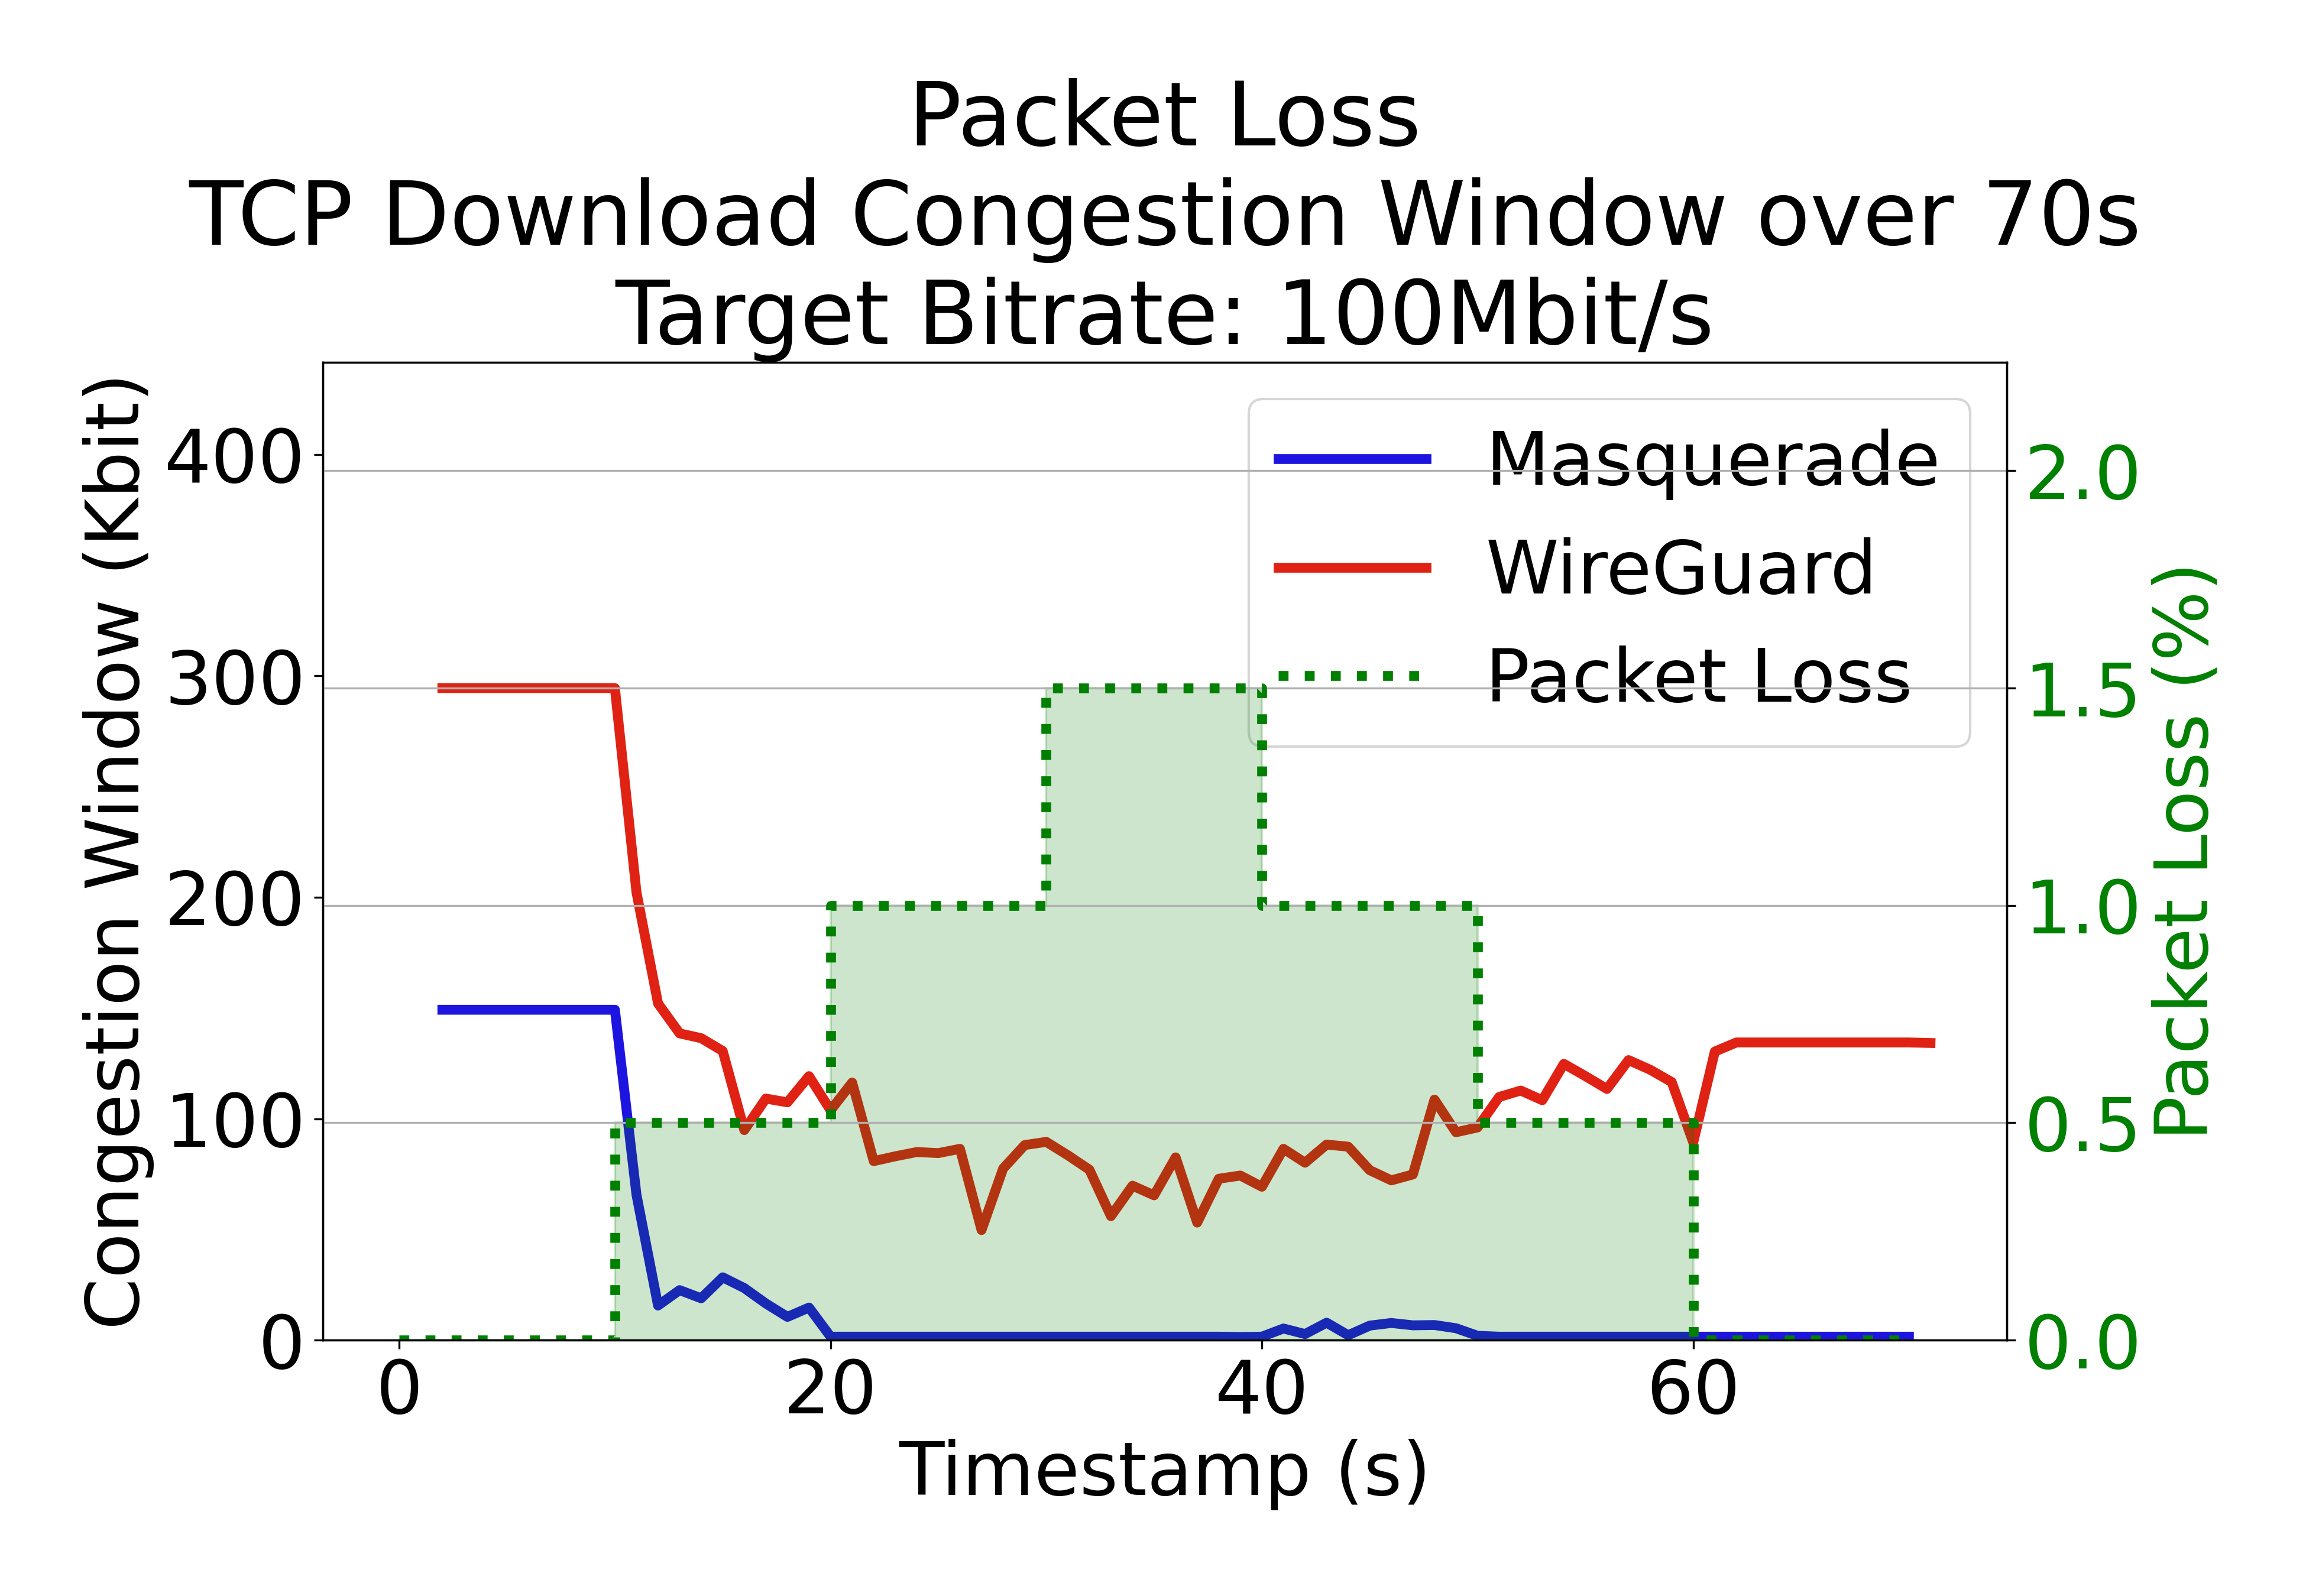 Packet Loss
TCP Download Congestion Window over 70s
Target Bitrate: 100Mbit/s
Congestion Window (Kbit)
400
300
200
100
0
Masquerade
WireGuard
Packet Loss
2.0
1.5
1.0
0.5
0.0
Packet Loss (%)
0
20
40
60
Timestamp (s)